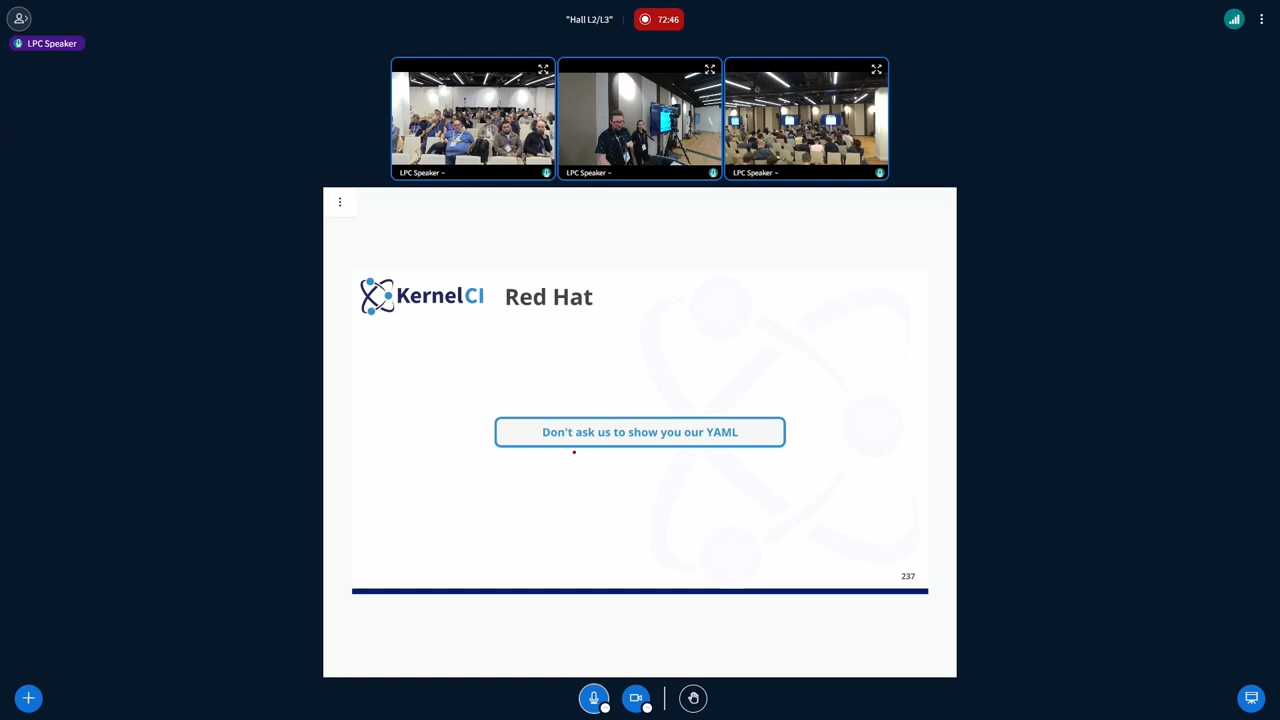 "Hall L2/L3"
72:46
LPC Speaker
LPC Speaker
LPC Speaker
LPC Speaker
KernelCI
Red Hat
Don't ask us to show you our YAML
237